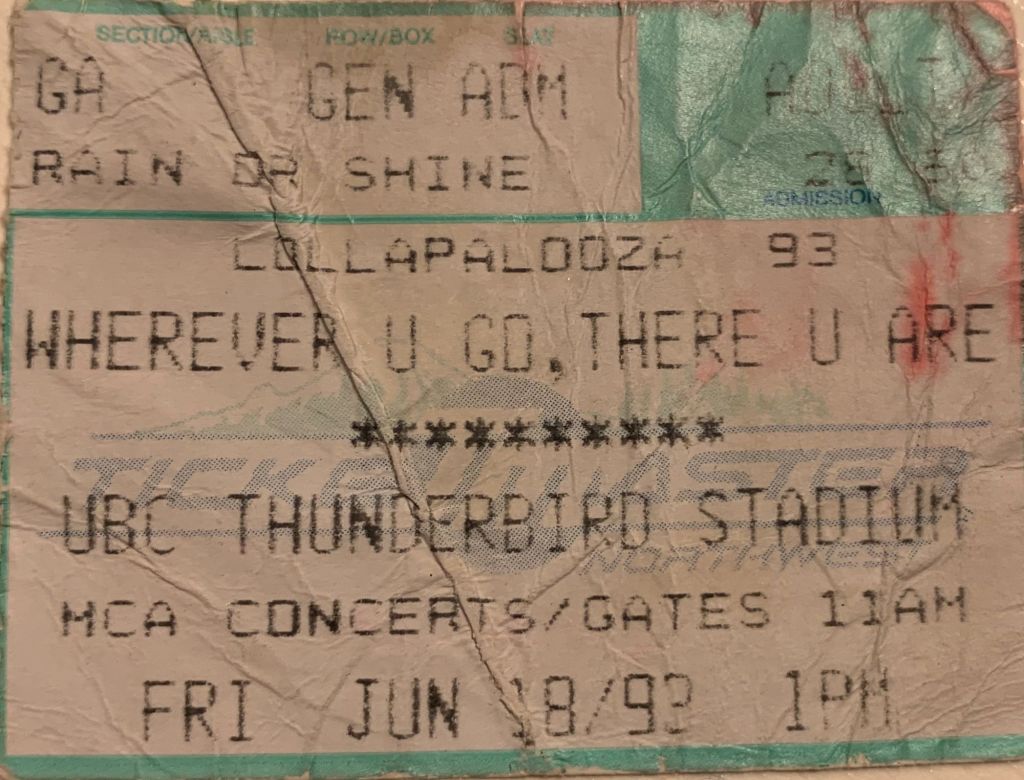 SECTION/AISLE ROW/BOX SEAT
GA GEN ADM ADULT
RAIN OR SHINE
ADMISSION
LOLLAPALOOZA 93
WHEREVER U GO, THERE U ARE
**********
TICKETMASTER
UBC THUNDERBIRD STADIUM
NORTHWEST
MCA CONCERTS/GATES 11AM
FRI JUN 18/93 1PM